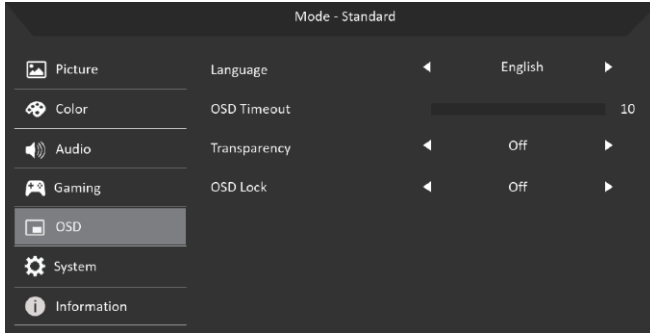 Mode - Standard
Picture
Color
Audio
Gaming
OSD
System
Information
Language English
OSD Timeout 10
Transparency Off
OSD Lock Off